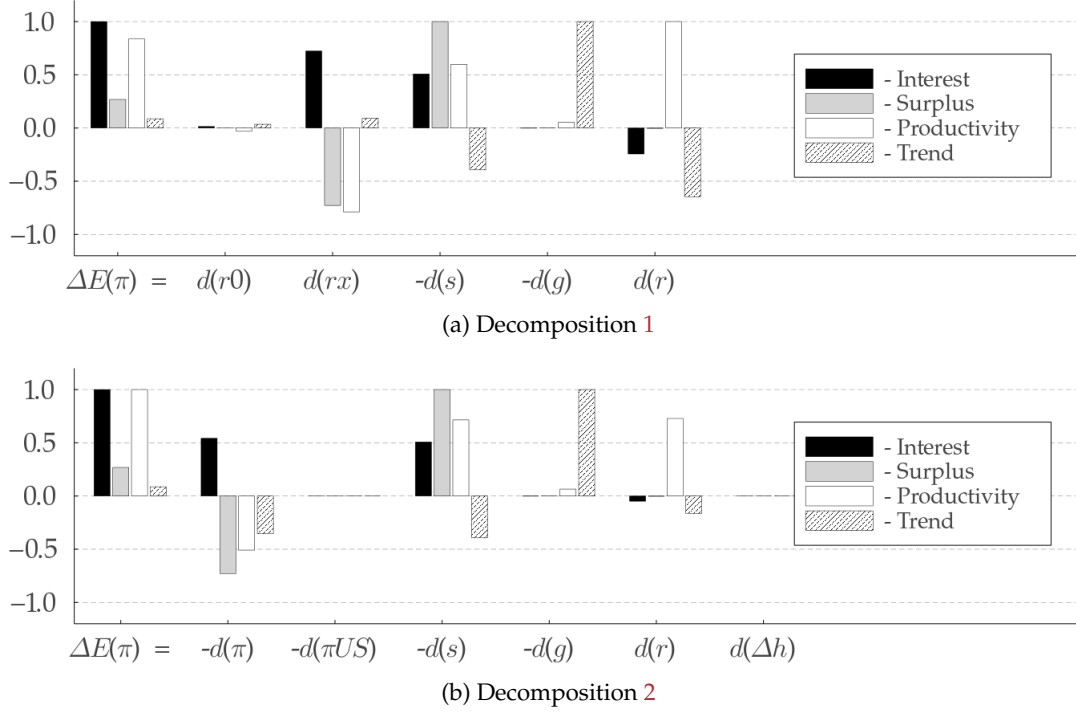 1.0
0.5
0.0
−0.5
−1.0
- Interest
- Surplus
- Productivity
- Trend
ΔE(π) = d(r0) d(rx) -d(s) -d(g) d(r)
(a) Decomposition 1
1.0
0.5
0.0
−0.5
−1.0
- Interest
- Surplus
- Productivity
- Trend
ΔE(π) = -d(π) -d(πUS) -d(s) -d(g) d(r) d(Δh)
(b) Decomposition 2